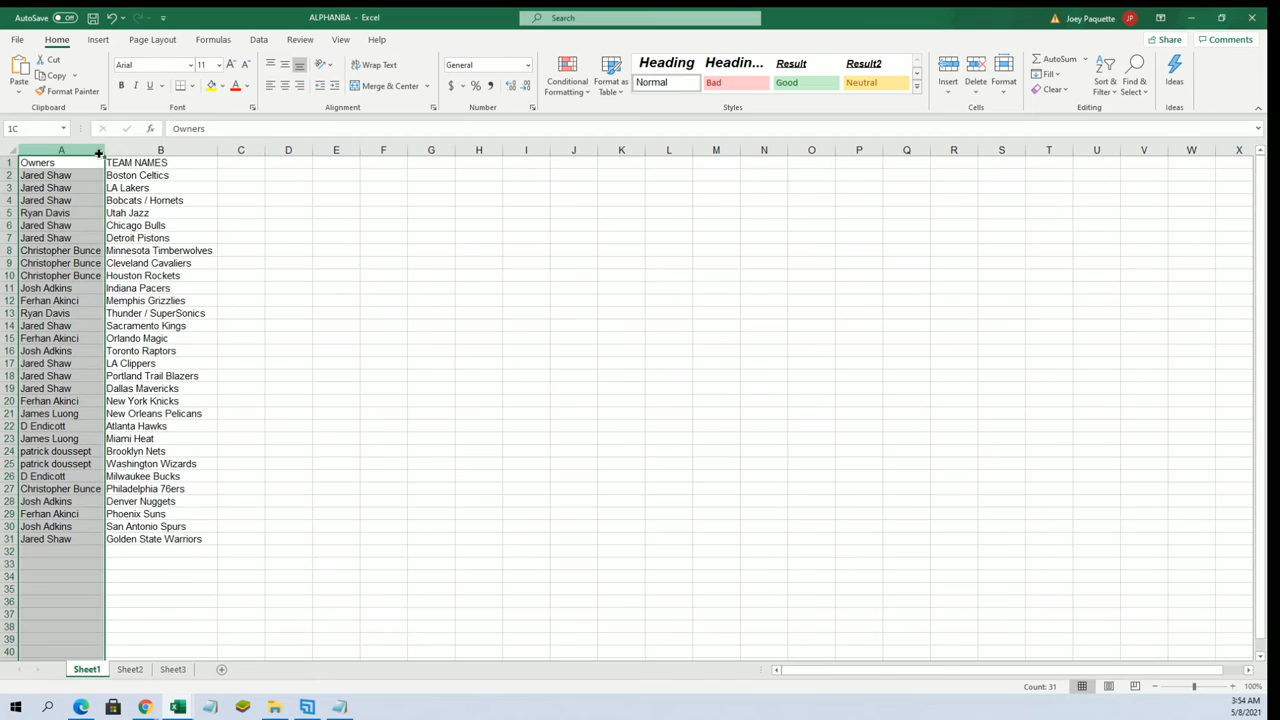 AutoSave Off ALPHANBA - Excel Search Joey Paquette JP
File Home Insert Page Layout Formulas Data Review View Help Share Comments
Paste Cut Copy Format Painter Clipboard
Arial 11 B I U Font
Wrap Text Merge & Center Alignment
General $ % Number
Conditional Formatting Format as Table
Heading Headin... Result Result2
Normal Bad Good Neutral
Styles
Insert Delete Format Cells
AutoSum Fill Clear Sort & Filter Find & Select Editing
Ideas Ideas
1C fx Owners
A B C D E F G H I J K L M N O P Q R S T U V W X
1 Owners TEAM NAMES
2 Jared Shaw Boston Celtics
3 Jared Shaw LA Lakers
4 Jared Shaw Bobcats / Hornets
5 Ryan Davis Utah Jazz
6 Jared Shaw Chicago Bulls
7 Jared Shaw Detroit Pistons
8 Christopher Bunce Minnesota Timberwolves
9 Christopher Bunce Cleveland Cavaliers
10 Christopher Bunce Houston Rockets
11 Josh Adkins Indiana Pacers
12 Ferhan Akinci Memphis Grizzlies
13 Ryan Davis Thunder / SuperSonics
14 Jared Shaw Sacramento Kings
15 Ferhan Akinci Orlando Magic
16 Josh Adkins Toronto Raptors
17 Jared Shaw LA Clippers
18 Jared Shaw Portland Trail Blazers
19 Jared Shaw Dallas Mavericks
20 Ferhan Akinci New York Knicks
21 James Luong New Orleans Pelicans
22 D Endicott Atlanta Hawks
23 James Luong Miami Heat
24 patrick doussept Brooklyn Nets
25 patrick doussept Washington Wizards
26 D Endicott Milwaukee Bucks
27 Christopher Bunce Philadelphia 76ers
28 Josh Adkins Denver Nuggets
29 Ferhan Akinci Phoenix Suns
30 Josh Adkins San Antonio Spurs
31 Jared Shaw Golden State Warriors
32
33
34
35
36
37
38
39
40
Sheet1 Sheet2 Sheet3
Count: 31 100%
3:54 AM
5/8/2021